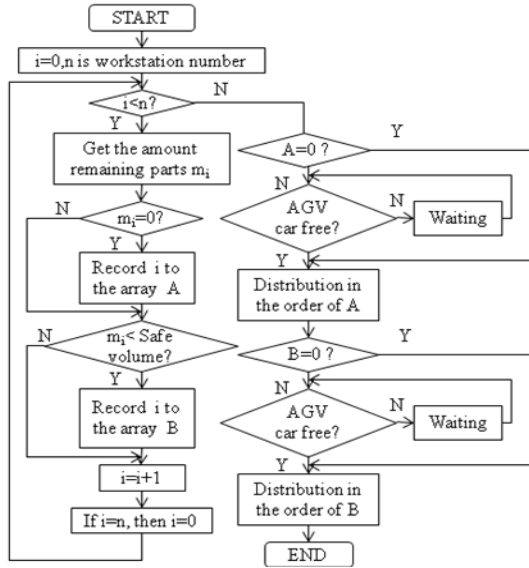 START
i=0,n is workstation number
i<n?
N
Y
Get the amount
remaining parts mi
N
mi=0?
Y
Record i to
the array A
N
mi< Safe
volume?
Y
Record i to
the array B
i=i+1
If i=n, then i=0
A=0 ?
Y
N
AGV
car free?
N
Waiting
Y
Distribution in
the order of A
B=0 ?
Y
N
AGV
car free?
N
Waiting
Y
Distribution in
the order of B
END